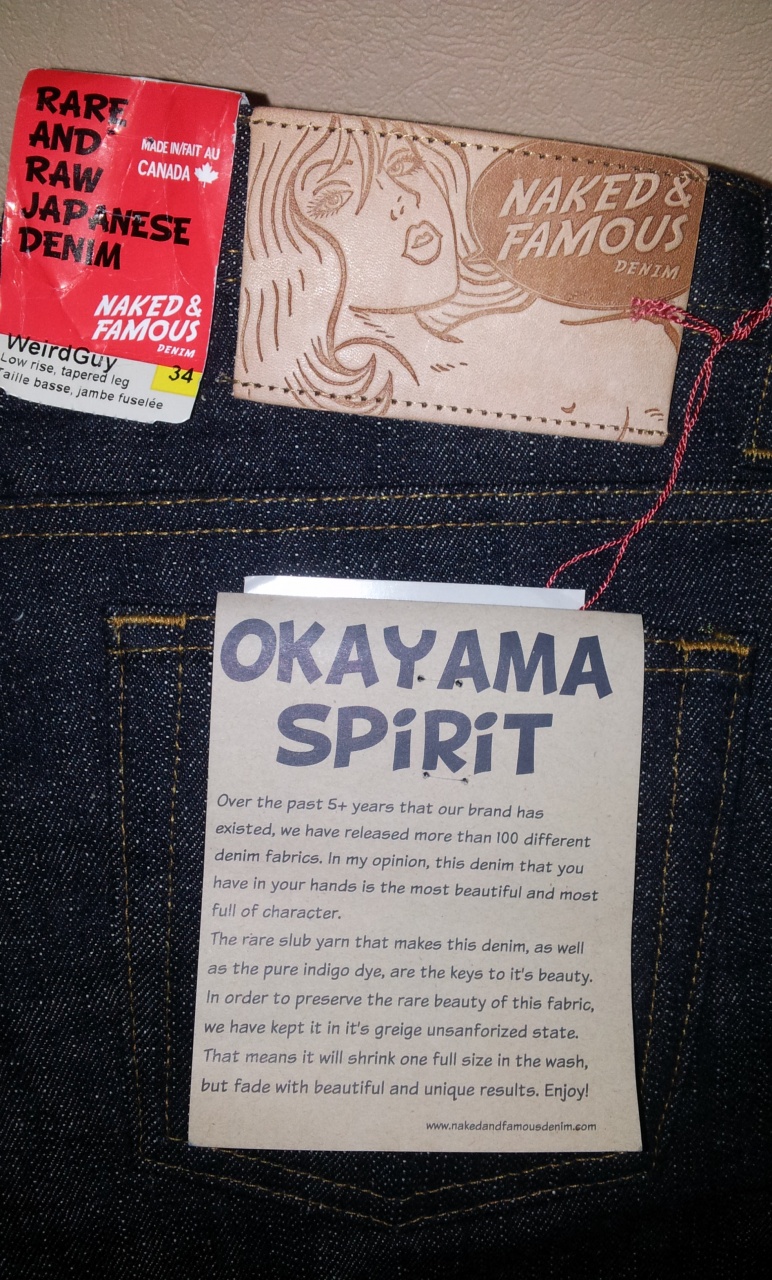 RARE
AND
RAW
JAPANESE
DENIM
MADE IN/FAIT AU
CANADA
NAKED &
FAMOUS
DENIM
WeirdGuy
Low rise, tapered leg
Taille basse, jambe fuselée
34
NAKED &
FAMOUS
DENIM
OKAYAMA
SPiRiT
Over the past 5+ years that our brand has
existed, we have released more than 100 different
denim fabrics. In my opinion, this denim that you
have in your hands is the most beautiful and most
full of character.
The rare slub yarn that makes this denim, as well
as the pure indigo dye, are the keys to it's beauty.
In order to preserve the rare beauty of this fabric,
we have kept it in it's greige unsanforized state.
That means it will shrink one full size in the wash,
but fade with beautiful and unique results. Enjoy!
www.nakedandfamousdenim.com